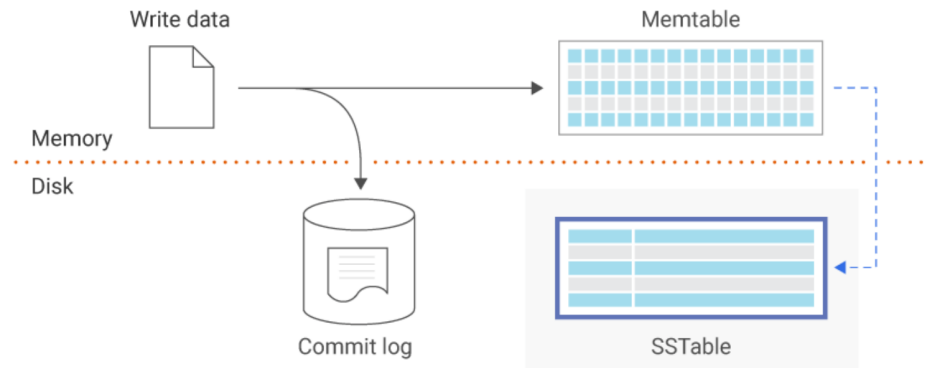 Write data
Memtable
Memory
Disk
Commit log
SSTable